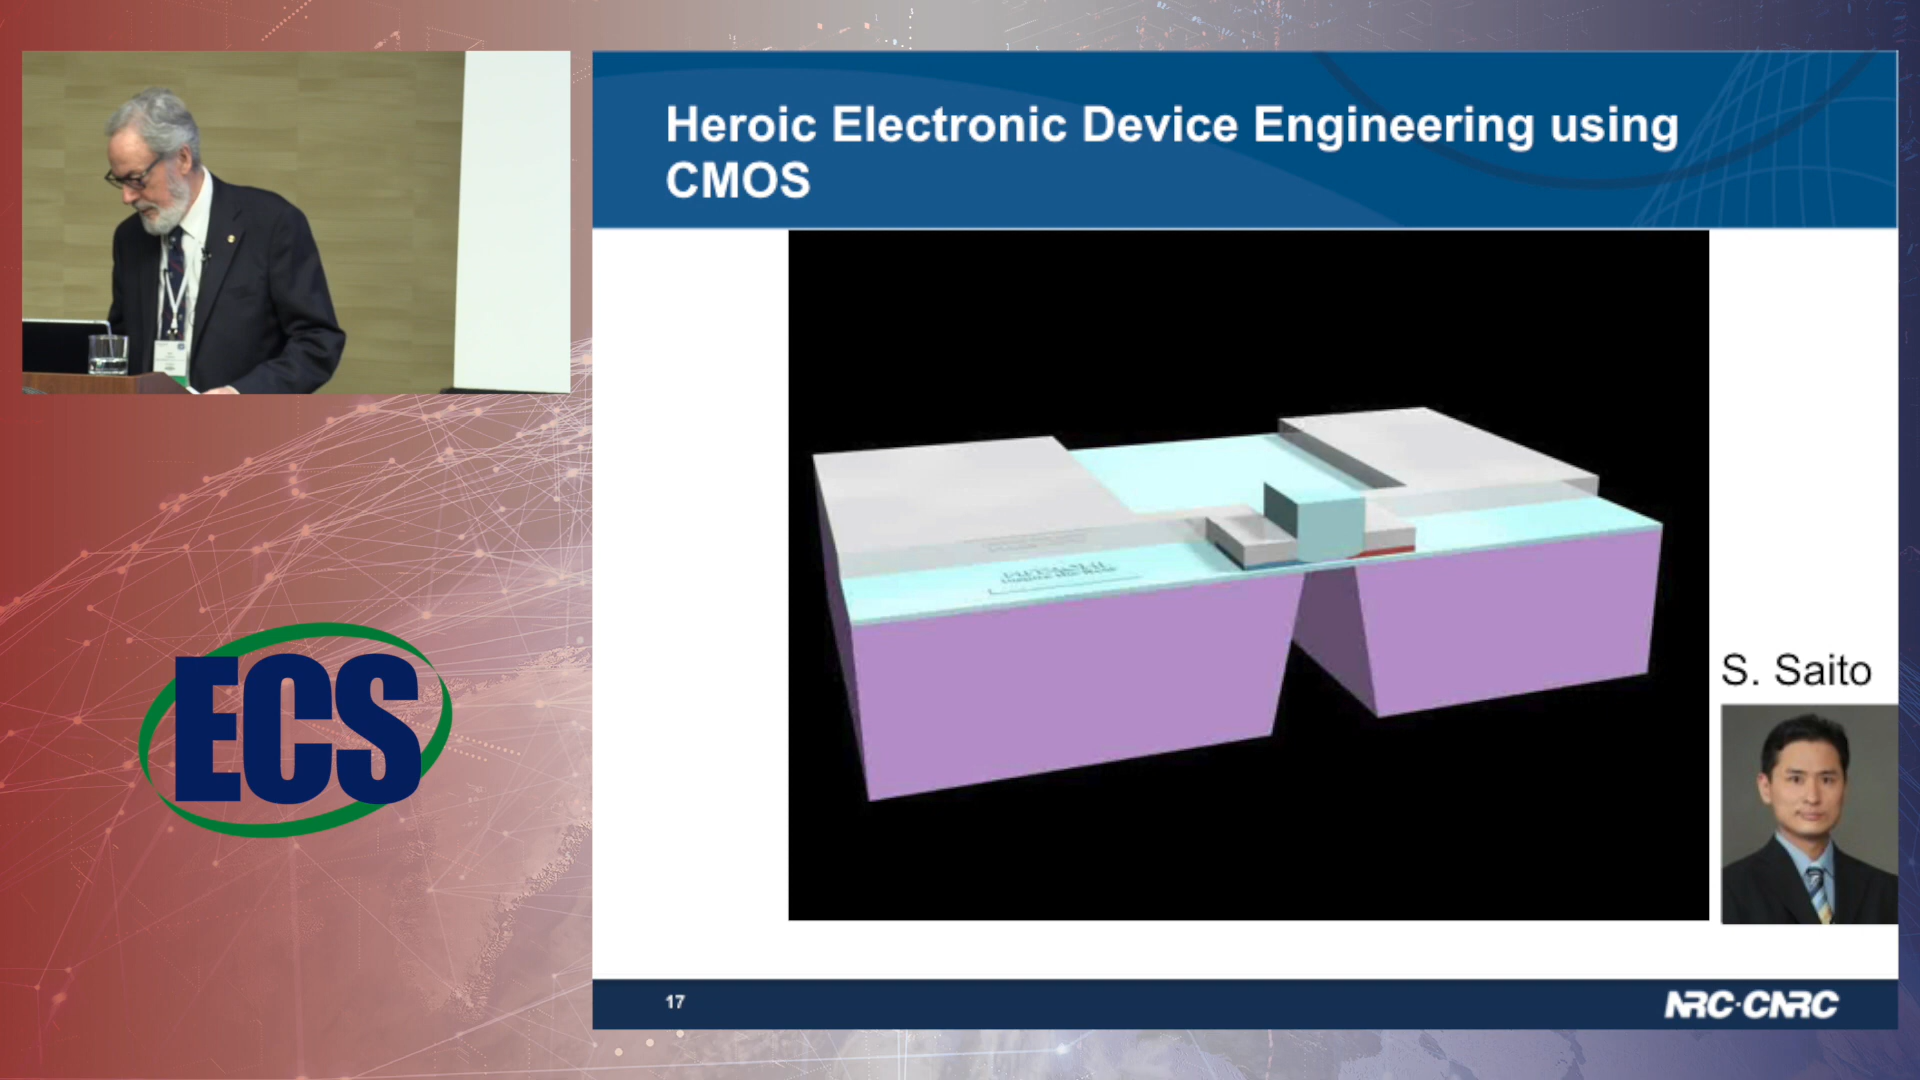 Heroic Electronic Device Engineering using
CMOS
S. Saito
ECS
17
NRC·CNRC